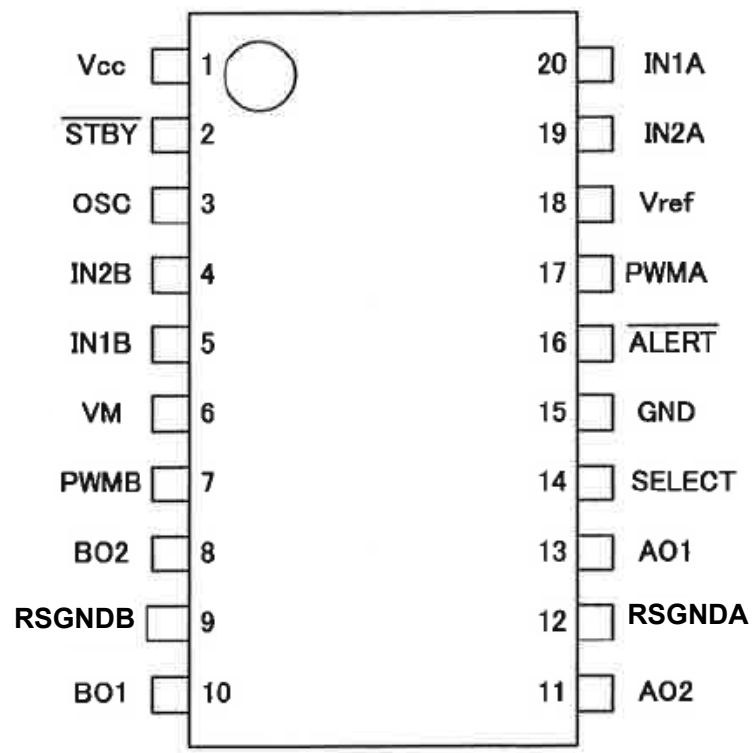 Vcc 1 20 IN1A
S̅T̅B̅Y̅ 2 19 IN2A
OSC 3 18 Vref
IN2B 4 17 PWMA
IN1B 5 16 A̅L̅E̅R̅T̅
VM 6 15 GND
PWMB 7 14 SELECT
BO2 8 13 AO1
RSGNDB 9 12 RSGNDA
BO1 10 11 AO2